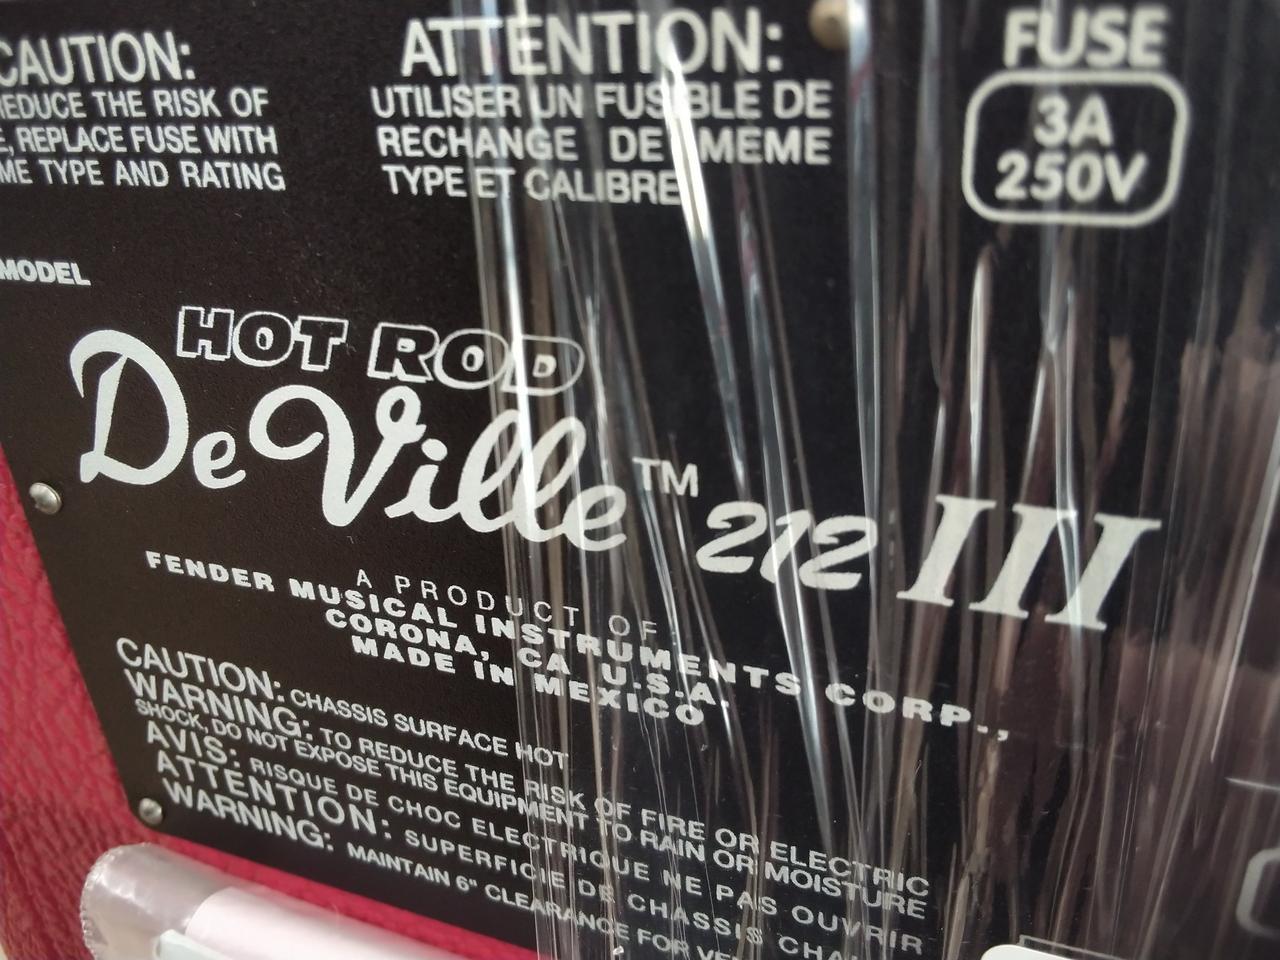 CAUTION:
REDUCE THE RISK OF
E, REPLACE FUSE WITH
ME TYPE AND RATING
ATTENTION:
UTILISER UN FUSIBLE DE
RECHANGE DE MEME
TYPE ET CALIBRE
FUSE
3A
250V
MODEL
HOT ROD
DeVille™ 212 III
A PRODUCT OF
FENDER MUSICAL INSTRUMENTS CORP.,
CORONA, CA U.S.A.
MADE IN MEXICO
CAUTION: CHASSIS SURFACE HOT
WARNING: TO REDUCE THE RISK OF FIRE OR ELECTRIC
SHOCK, DO NOT EXPOSE THIS EQUIPMENT TO RAIN OR MOISTURE
AVIS: RISQUE DE CHOC ELECTRIQUE NE PAS OUVRIR
ATTENTION: SUPERFICIE DE CHASSIS CHA
WARNING: MAINTAIN 6" CLEARANCE FOR VE